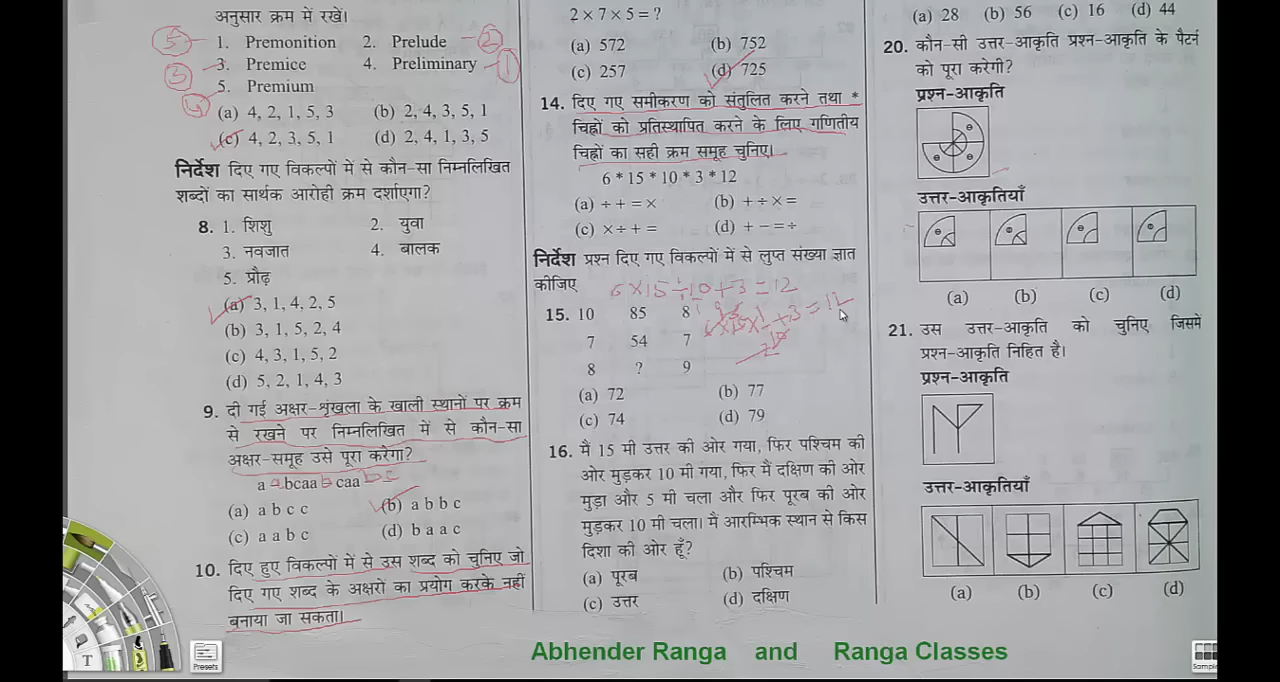 अनुसार क्रम में रखें।
1. Premonition 2. Prelude
3. Premice 4. Preliminary
5. Premium
(a) 4, 2, 1, 5, 3 (b) 2, 4, 3, 5, 1
(c) 4, 2, 3, 5, 1 (d) 2, 4, 1, 3, 5
निर्देश दिए गए विकल्पों में से कौन-सा निम्नलिखित
शब्दों का सार्थक आरोही क्रम दर्शाएगा?
8. 1. शिशु 2. युवा
3. नवजात 4. बालक
5. प्रौढ़
(a) 3, 1, 4, 2, 5
(b) 3, 1, 5, 2, 4
(c) 4, 3, 1, 5, 2
(d) 5, 2, 1, 4, 3
9. दी गई अक्षर-श्रृंखला के खाली स्थानों पर क्रम
से रखने पर निम्नलिखित में से कौन-सा
अक्षर-समूह उसे पूरा करेगा?
a a bcaa b caa b c
(a) a b c c (b) a b b c
(c) a a b c (d) b a a c
10. दिए हुए विकल्पों में से उस शब्द को चुनिए जो
दिए गए शब्द के अक्षरों का प्रयोग करके नहीं
बनाया जा सकता।
2 × 7 × 5 = ?
(a) 572 (b) 752
(c) 257 (d) 725
14. दिए गए समीकरण को संतुलित करने तथा *
चिह्नों को प्रतिस्थापित करने के लिए गणितीय
चिह्नों का सही क्रम समूह चुनिए।
6 * 15 * 10 * 3 * 12
(a) ÷ + = × (b) + ÷ × =
(c) × ÷ + = (d) + − = ÷
निर्देश प्रश्न दिए गए विकल्पों में से लुप्त संख्या ज्ञात
कीजिए 6 × 15 ÷ 10 + 3 = 12
15. 10 85 8
7 54 7
8 ? 9
(a) 72 (b) 77
(c) 74 (d) 79
16. मैं 15 मी उत्तर की ओर गया, फिर पश्चिम की
ओर मुड़कर 10 मी गया, फिर मैं दक्षिण की ओर
मुड़ा और 5 मी चला और फिर पूरब की ओर
मुड़कर 10 मी चला। मैं आरम्भिक स्थान से किस
दिशा की ओर हूँ?
(a) पूरब (b) पश्चिम
(c) उत्तर (d) दक्षिण
(a) 28 (b) 56 (c) 16 (d) 44
20. कौन-सी उत्तर-आकृति प्रश्न-आकृति के पैटर्न
को पूरा करेगी?
प्रश्न-आकृति
उत्तर-आकृतियाँ
(a) (b) (c) (d)
21. उस उत्तर-आकृति को चुनिए जिसमें
प्रश्न-आकृति निहित है।
प्रश्न-आकृति
उत्तर-आकृतियाँ
(a) (b) (c) (d)
T
Presets
Abhender Ranga and Ranga Classes